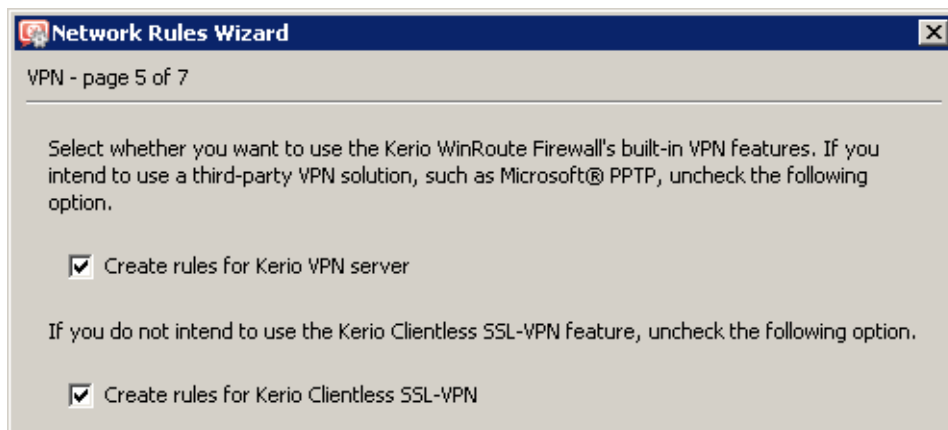 Network Rules Wizard
VPN - page 5 of 7
Select whether you want to use the Kerio WinRoute Firewall's built-in VPN features. If you
intend to use a third-party VPN solution, such as Microsoft® PPTP, uncheck the following
option.
Create rules for Kerio VPN server
If you do not intend to use the Kerio Clientless SSL-VPN feature, uncheck the following option.
Create rules for Kerio Clientless SSL-VPN